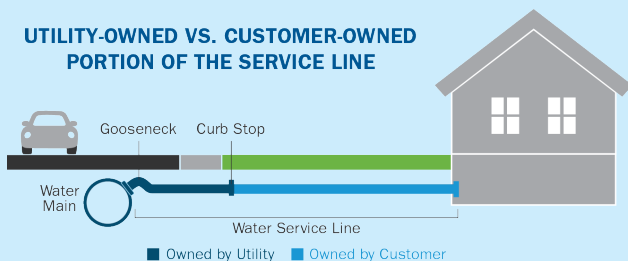 UTILITY-OWNED VS. CUSTOMER-OWNED
PORTION OF THE SERVICE LINE
Gooseneck Curb Stop
Water
Main
Water Service Line
Owned by Utility Owned by Customer